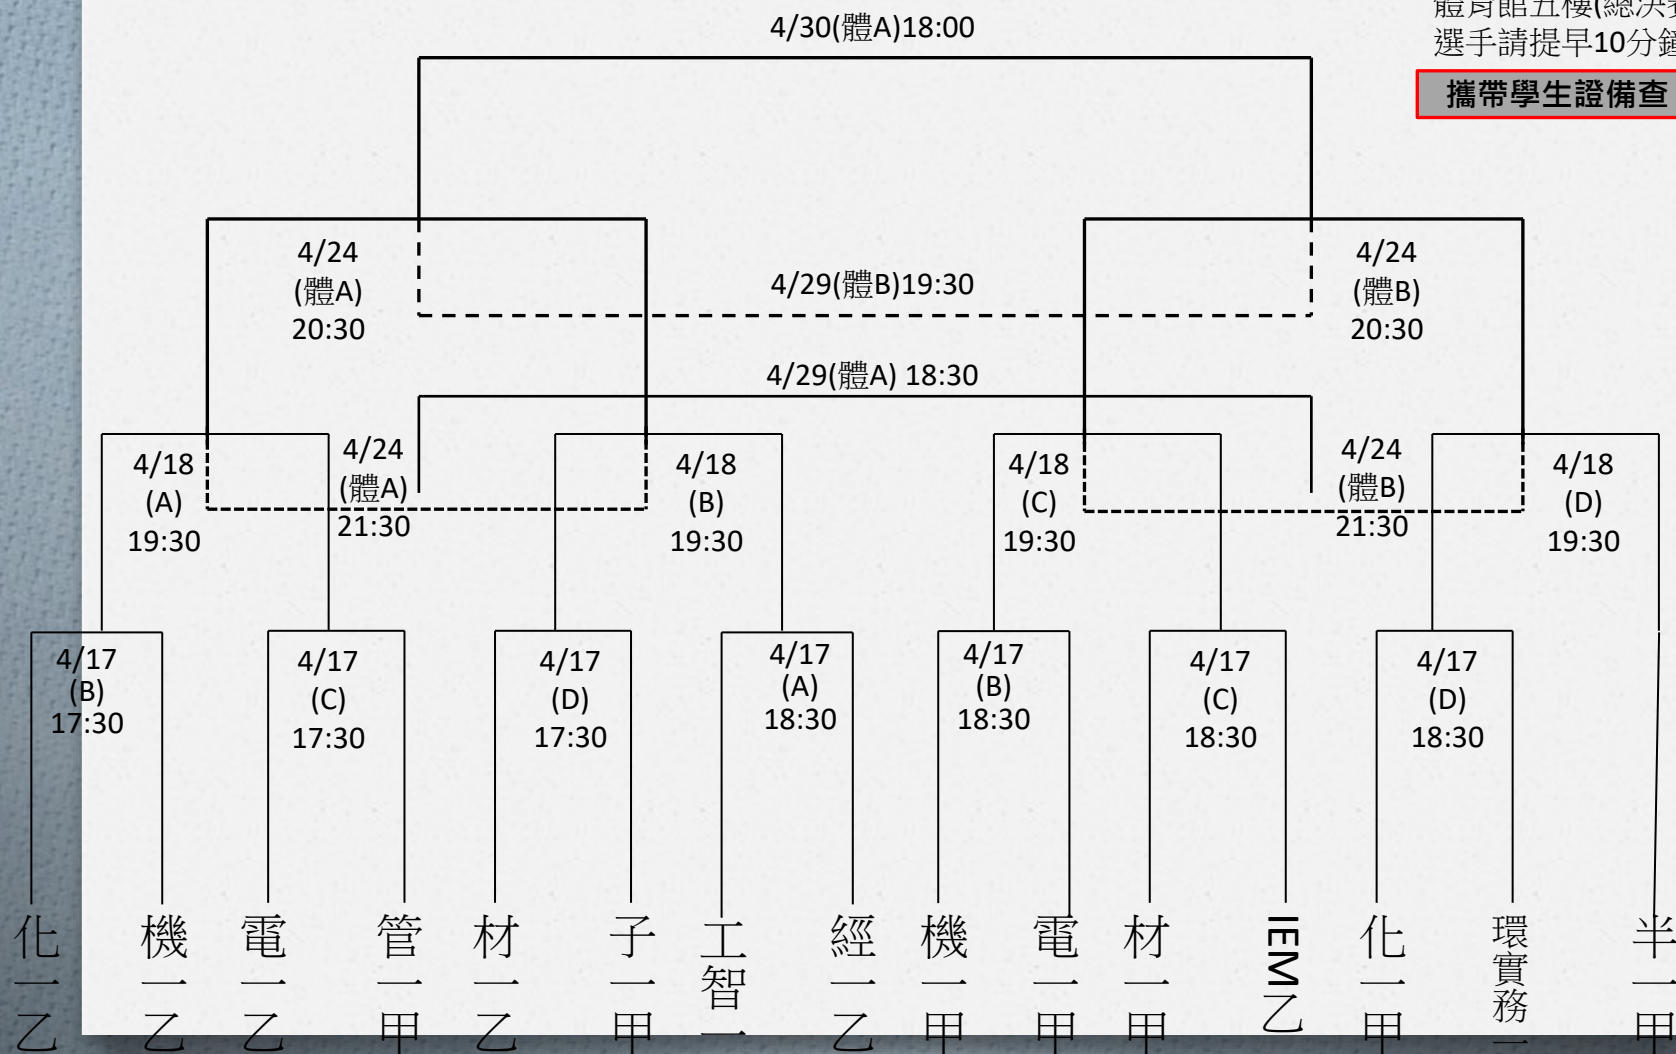 4/30(體A)18:00
體育館五樓(總決賽
選手請提早10分鐘
攜帶學生證備查
4/24
(體A)
20:30
4/29(體B)19:30
4/24
(體B)
20:30
4/29(體A) 18:30
4/18
(A)
19:30
4/24
(體A)
21:30
4/18
(B)
19:30
4/18
(C)
19:30
4/24
(體B)
21:30
4/18
(D)
19:30
4/17
(B)
17:30
4/17
(C)
17:30
4/17
(D)
17:30
4/17
(A)
18:30
4/17
(B)
18:30
4/17
(C)
18:30
4/17
(D)
18:30
化一乙
機一乙
電一乙
管一甲
材一乙
子一甲
工智一
經一乙
機一甲
電一甲
材一甲
IEM乙
化一甲
環實務一
半一甲